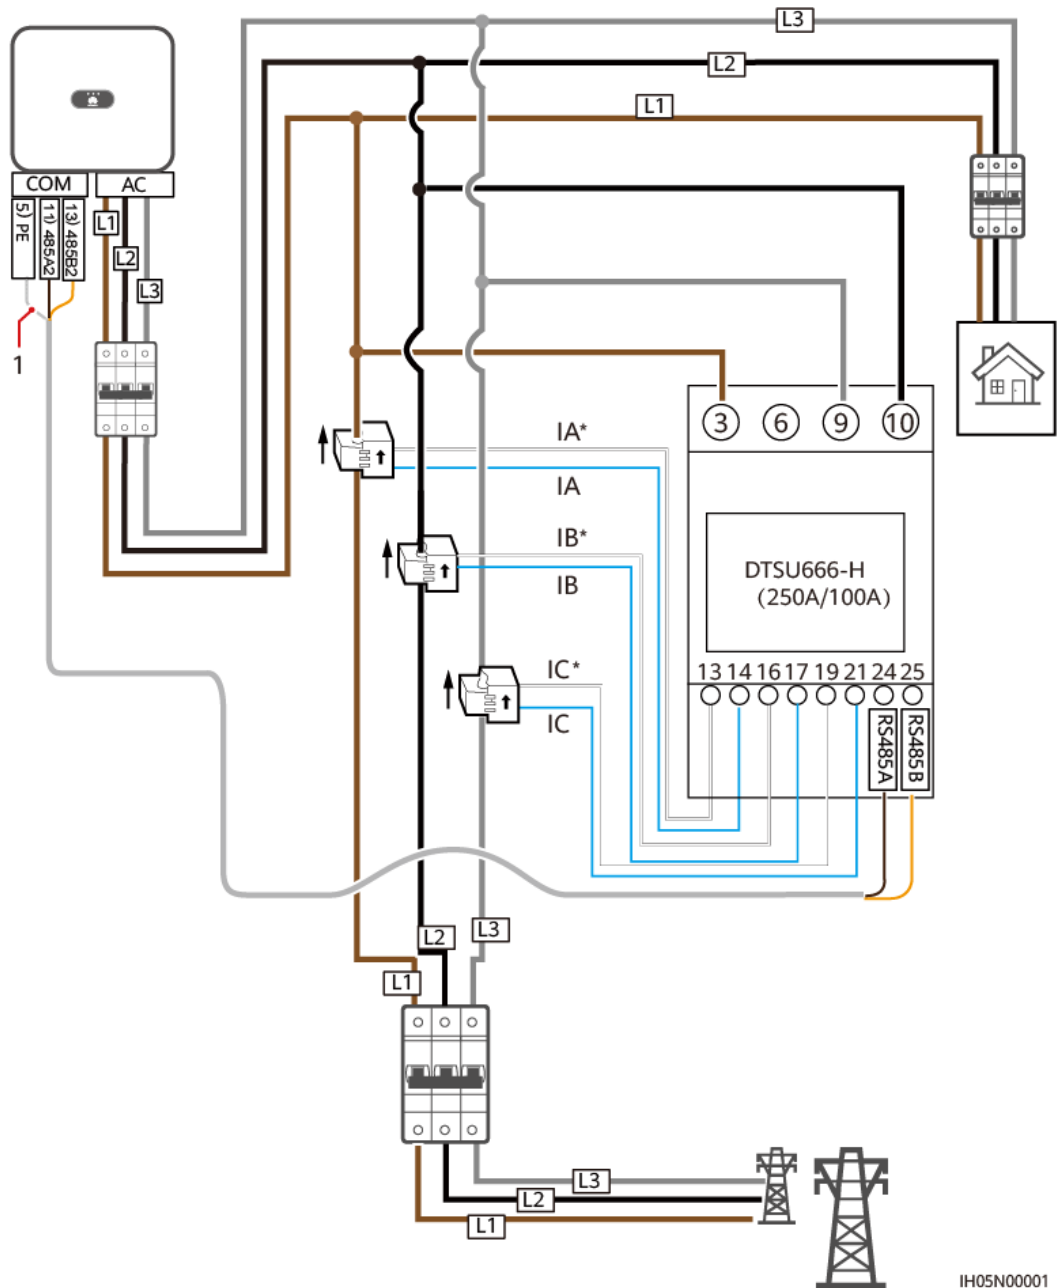 L3
L2
L1
COM
AC
5) PE
11) 485A2
13) 485B2
L1
L2
L3
1
3
6
9
10
IA*
IA
IB*
IB
DTSU666-H
(250A/100A)
IC*
IC
13 14 16 17 19 21 24 25
RS485A
RS485B
L3
L2
L1
L3
L2
L1
IH05N00001